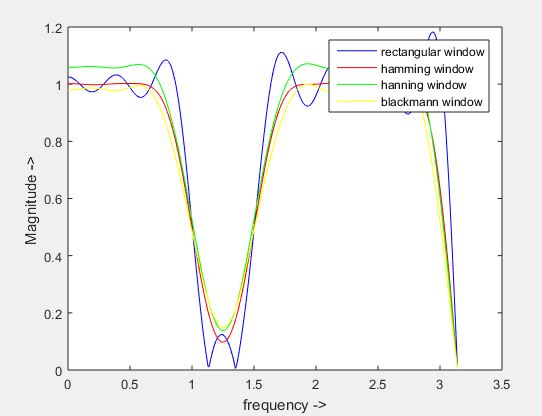 1.2
1
0.8
0.6
0.4
0.2
0
Magnitude ->
rectangular window
hamming window
hanning window
blackmann window
0 0.5 1 1.5 2 2.5 3 3.5
frequency ->